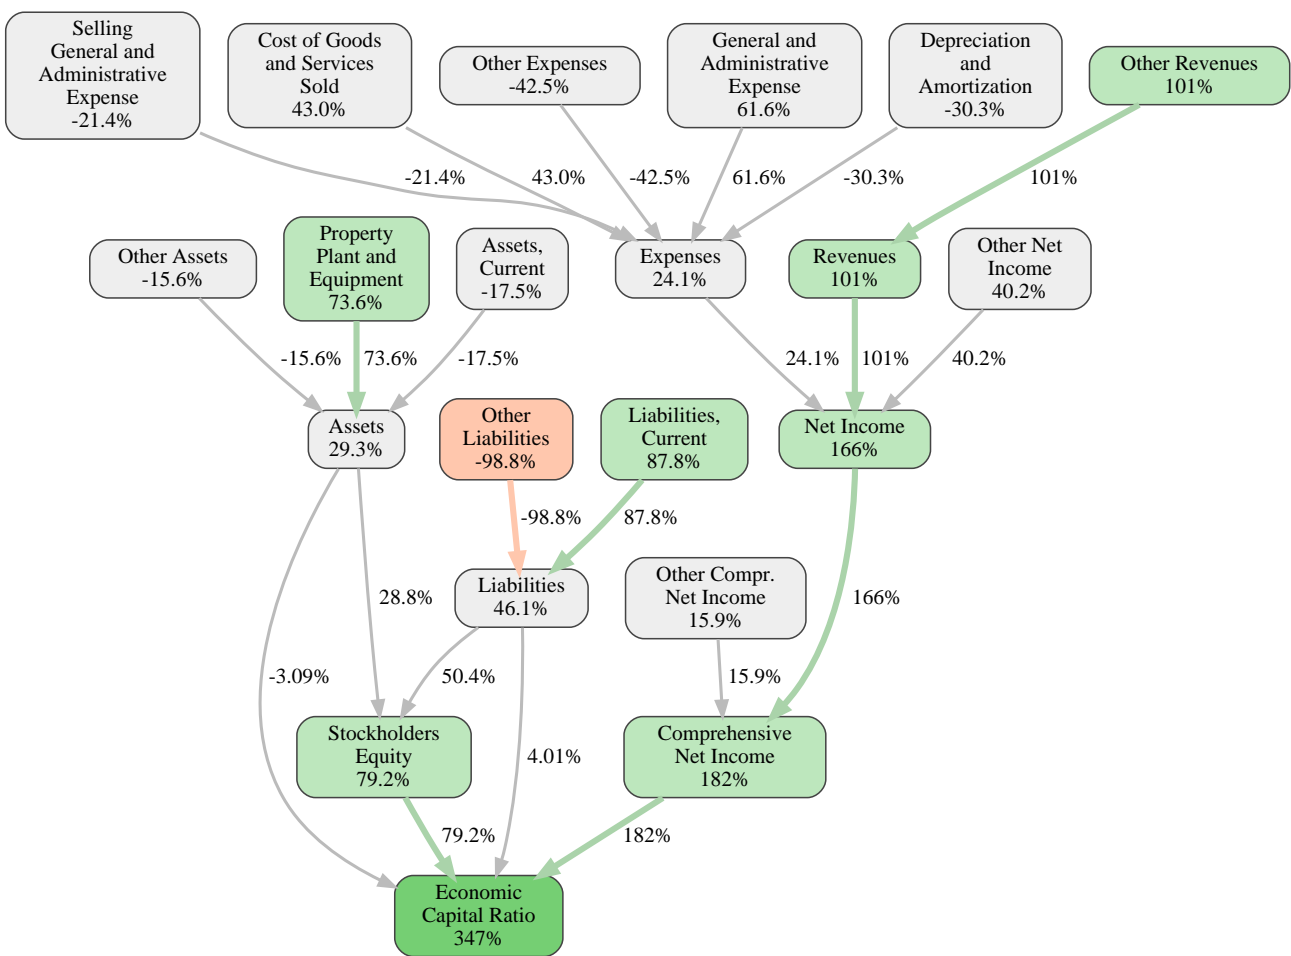 Selling
General and
Administrative
Expense
-21.4%
Cost of Goods
and Services
Sold
43.0%
Other Expenses
-42.5%
General and
Administrative
Expense
61.6%
Depreciation
and
Amortization
-30.3%
Other Revenues
101%
-21.4%
43.0%
-42.5%
61.6%
-30.3%
101%
Other Assets
-15.6%
Property
Plant and
Equipment
73.6%
Assets,
Current
-17.5%
Expenses
24.1%
Revenues
101%
Other Net
Income
40.2%
-15.6%
73.6%
-17.5%
24.1%
101%
40.2%
Assets
29.3%
Other
Liabilities
-98.8%
Liabilities,
Current
87.8%
Net Income
166%
-98.8%
87.8%
Liabilities
46.1%
Other Compr.
Net Income
15.9%
28.8%
166%
-3.09%
50.4%
15.9%
Stockholders
Equity
79.2%
4.01%
Comprehensive
Net Income
182%
79.2%
182%
Economic
Capital Ratio
347%